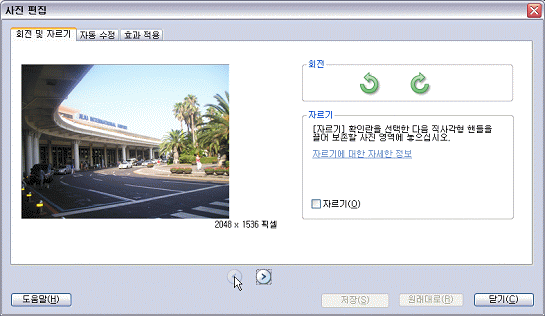 사진 편집
회전 및 자르기 자동 수정 효과 적용
JEJU INTERNATIONAL AIRPORT
2048 x 1536 픽셀
회전
자르기
[자르기] 확인란을 선택한 다음 직사각형 핸들을
끌어 보존할 사진 영역에 놓으십시오.
자르기에 대한 자세한 정보
자르기(O)
도움말(H) 저장(S) 원래대로(R) 닫기(Z)